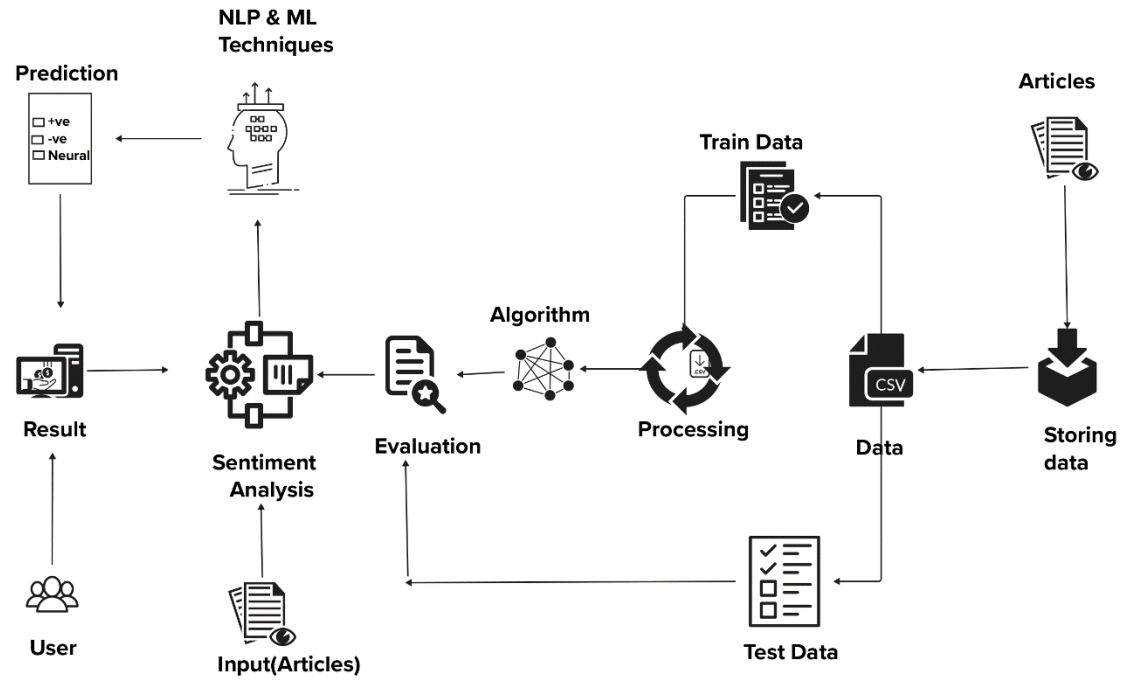 NLP & ML
Techniques
Prediction
+ve
-ve
Neural
Articles
Train Data
Algorithm
.csv
CSV
Result
Sentiment
Analysis
Evaluation
Processing
Data
Storing
data
User
Input(Articles)
Test Data